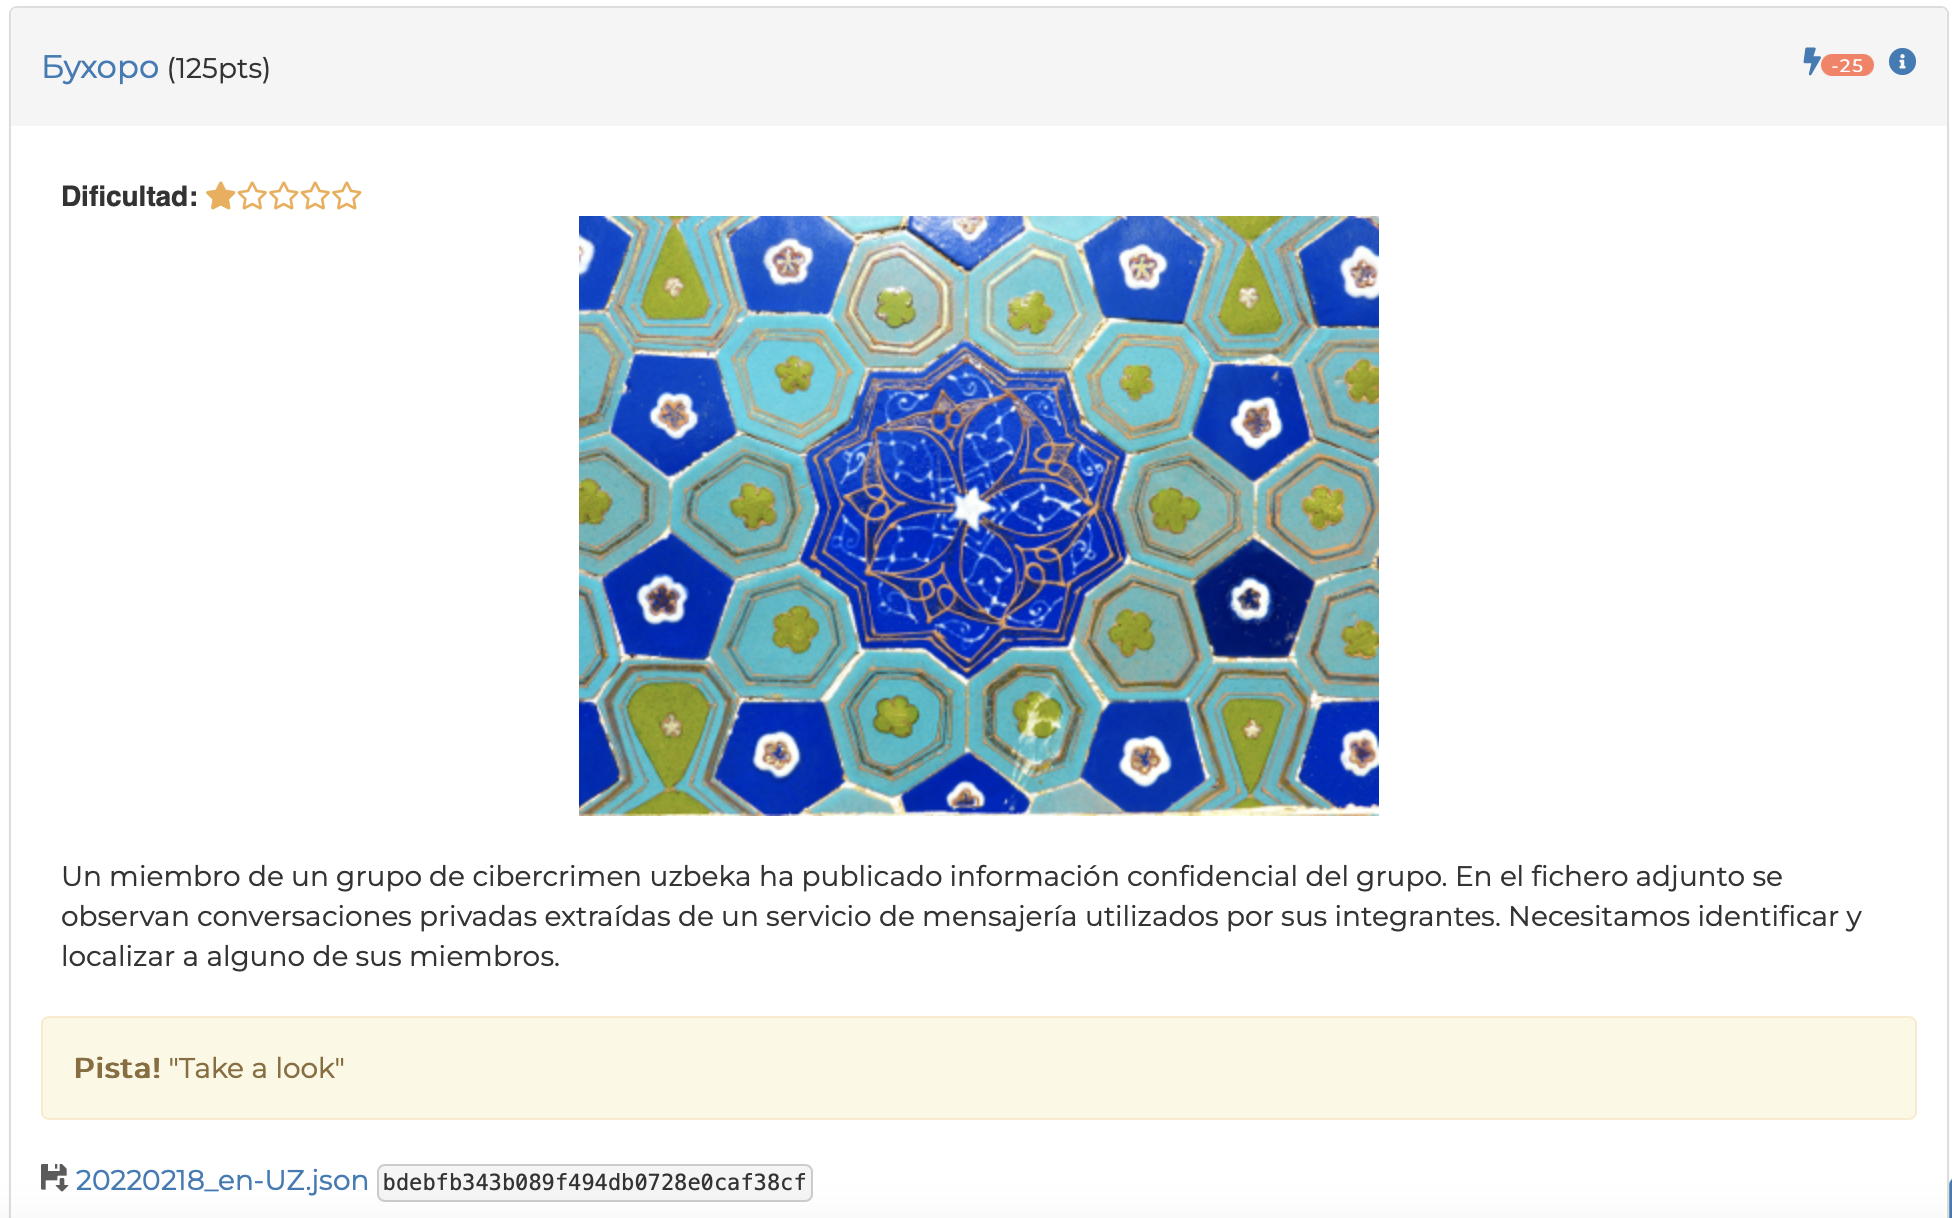 Бухоро (125pts)
-25
Dificultad:
Un miembro de un grupo de cibercrimen uzbeka ha publicado información confidencial del grupo. En el fichero adjunto se
observan conversaciones privadas extraídas de un servicio de mensajería utilizados por sus integrantes. Necesitamos identificar y
localizar a alguno de sus miembros.
Pista! "Take a look"
20220218_en-UZ.json bdebfb343b089f494db0728e0caf38cf